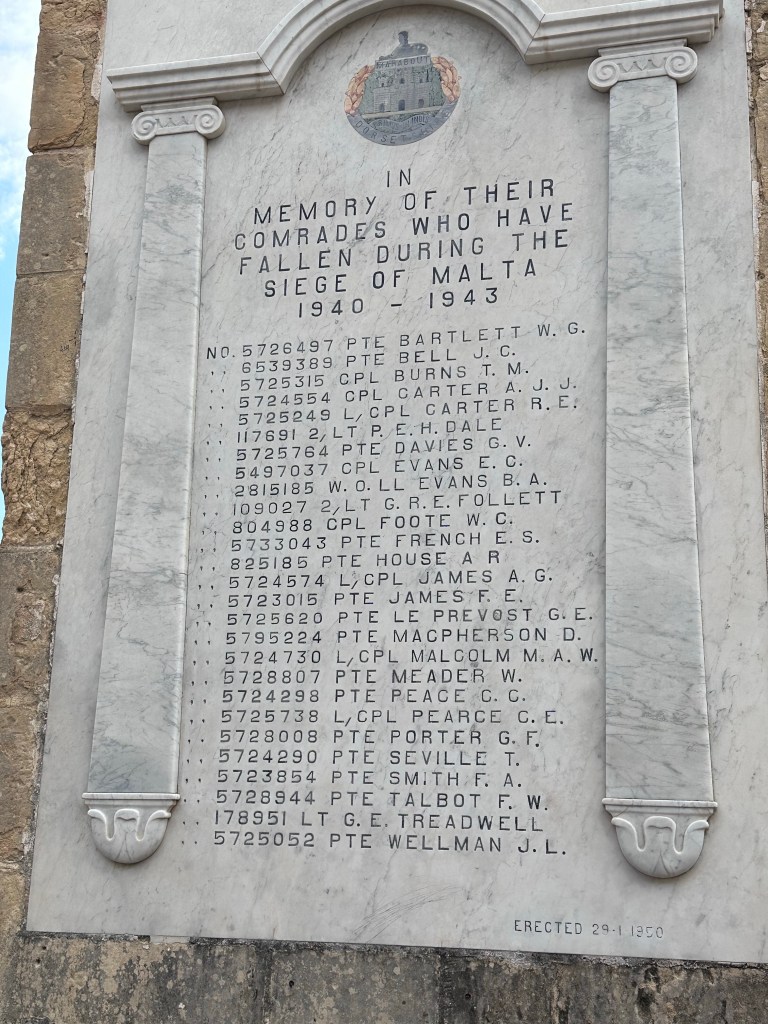 MARABOUT
DORSET
IN
MEMORY OF THEIR
COMRADES WHO HAVE
FALLEN DURING THE
SIEGE OF MALTA
1940 - 1943
NO. 5726497 PTE BARTLETT W. G.
,, 6539389 PTE BELL J. C.
,, 5725315 CPL BURNS T. M.
,, 5724554 CPL CARTER A. J. J.
,, 5725249 L/CPL CARTER R. E.
,, 117691 2/LT P. E. H. DALE
,, 5725764 PTE DAVIES G. V.
,, 5497037 CPL EVANS E. C.
,, 2815185 W. O. LL EVANS B. A.
,, 109027 2/LT G. R. E. FOLLETT
,, 804988 CPL FOOTE W. C.
,, 5733043 PTE FRENCH E. S.
,, 825185 PTE HOUSE A R
,, 5724574 L/CPL JAMES A. G.
,, 5723015 PTE JAMES F. E.
,, 5725620 PTE LE PREVOST G. E.
,, 5795224 PTE MACPHERSON D.
,, 5724730 L/CPL MALCOLM M. A. W.
,, 5728807 PTE MEADER W.
,, 5724298 PTE PEACE C. C.
,, 5725738 L/CPL PEARCE C. E.
,, 5728008 PTE PORTER G. F.
,, 5724290 PTE SEVILLE T.
,, 5723854 PTE SMITH F. A.
,, 5728944 PTE TALBOT F. W.
,, 178951 LT G. E. TREADWELL
,, 5725052 PTE WELLMAN J. L.
ERECTED 29-1 1950